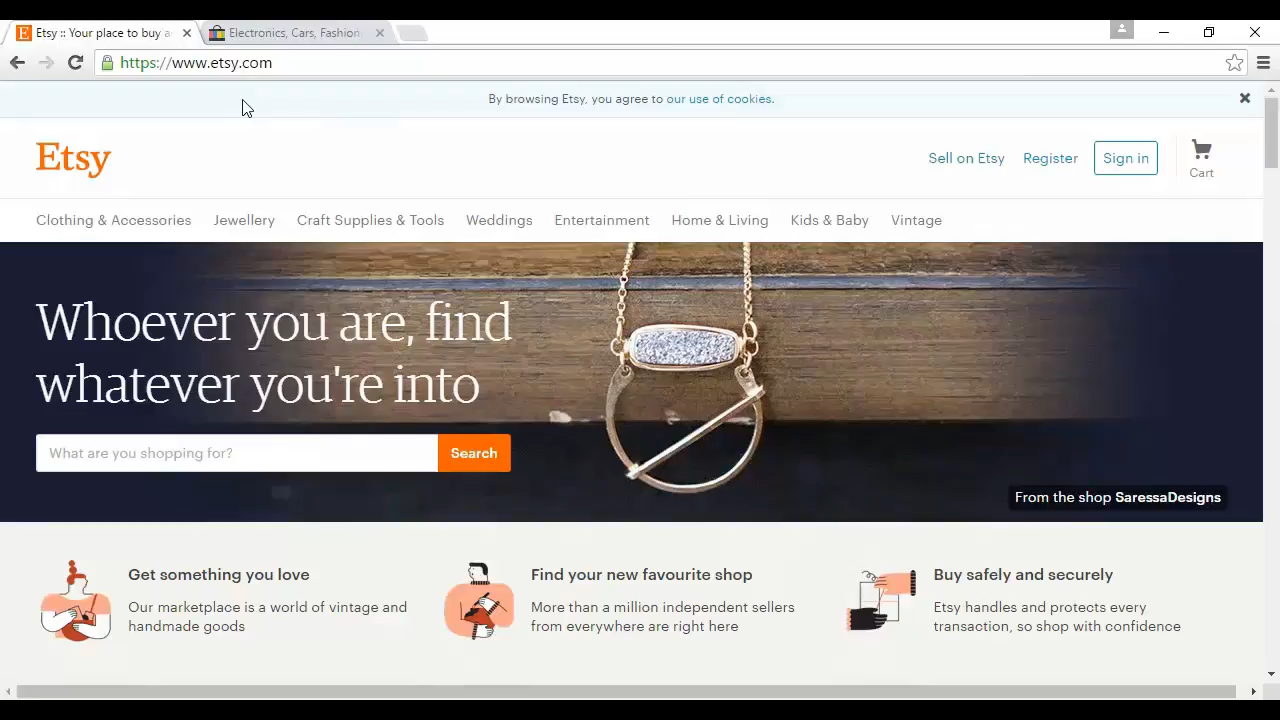 Etsy :: Your place to buy a
Electronics, Cars, Fashion
https://www.etsy.com
By browsing Etsy, you agree to our use of cookies.
Etsy
Sell on Etsy
Register
Sign in
Cart
Clothing & Accessories
Jewellery
Craft Supplies & Tools
Weddings
Entertainment
Home & Living
Kids & Baby
Vintage
Whoever you are, find
whatever you're into
What are you shopping for?
Search
From the shop SaressaDesigns
Get something you love
Our marketplace is a world of vintage and
handmade goods
Find your new favourite shop
More than a million independent sellers
from everywhere are right here
Buy safely and securely
Etsy handles and protects every
transaction, so shop with confidence